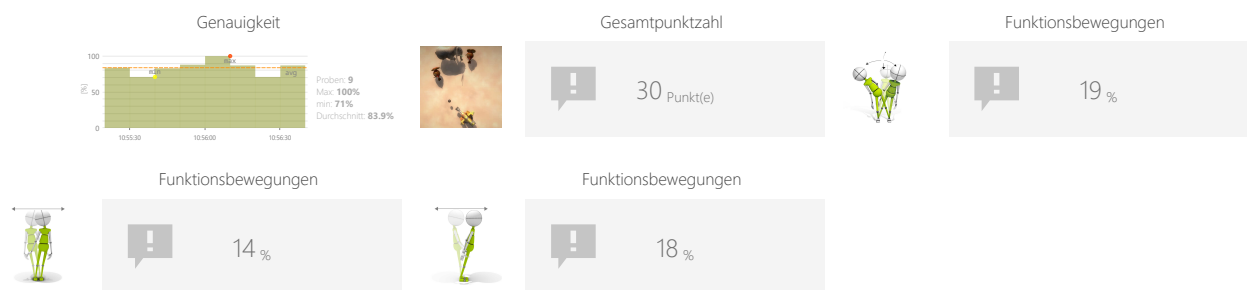 Genauigkeit
100
50
0
(%)
min
max
avg
10:55:30
10:56:00
10:56:30
Proben: 9
Max: 100%
min: 71%
Durchschnitt: 83.9%
Gesamtpunktzahl
30 Punkt(e)
Funktionsbewegungen
19 %
Funktionsbewegungen
14 %
Funktionsbewegungen
18 %